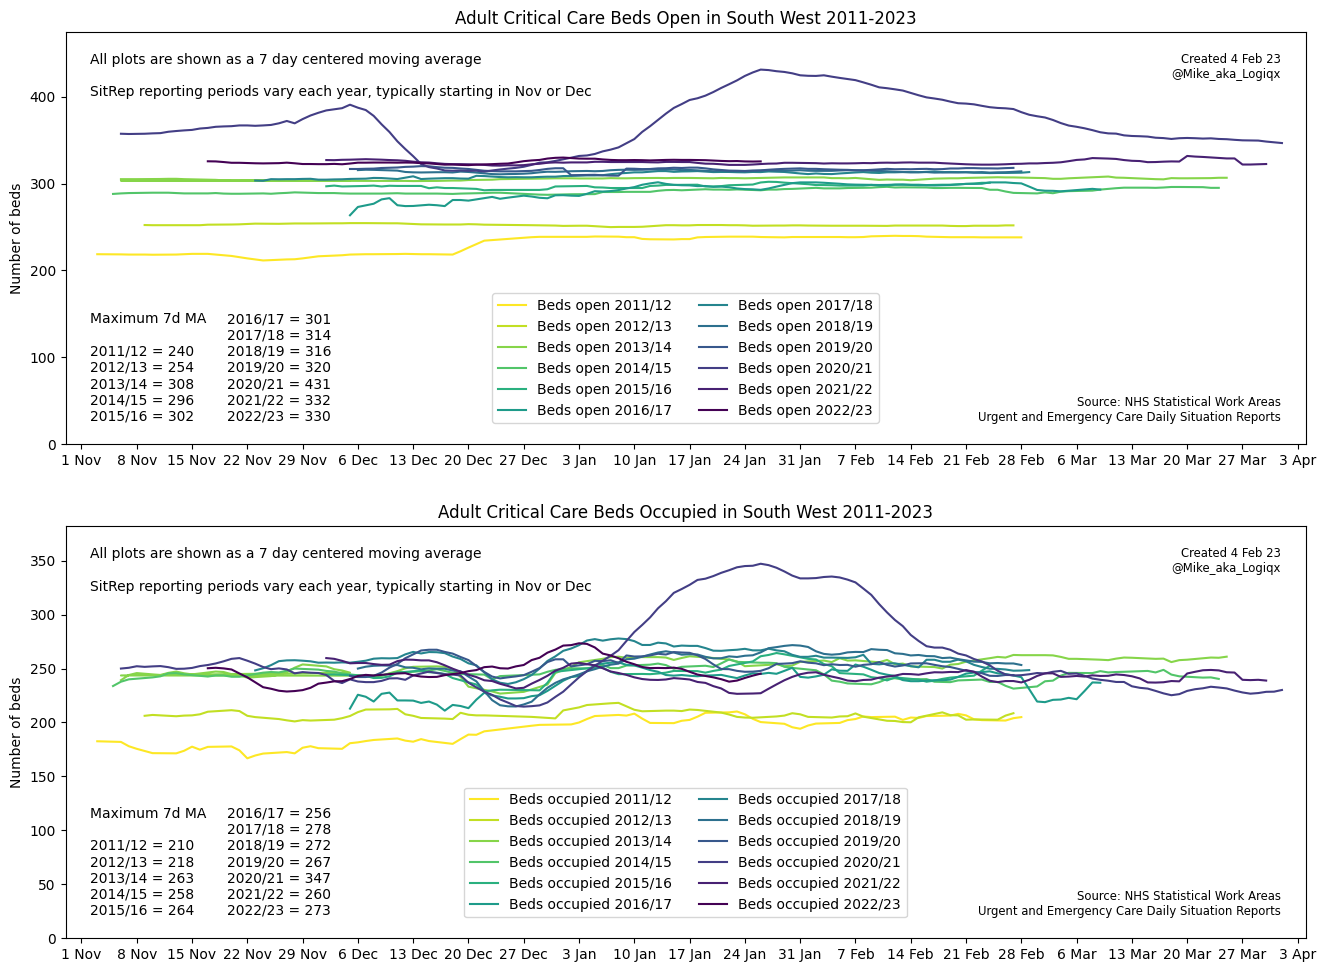 Adult Critical Care Beds Open in South West 2011-2023
All plots are shown as a 7 day centered moving average
SitRep reporting periods vary each year, typically starting in Nov or Dec
Created 4 Feb 23
@Mike_aka_Logiqx
Number of beds
400
300
200
100
0
Maximum 7d MA
2011/12 = 240
2012/13 = 254
2013/14 = 308
2014/15 = 296
2015/16 = 302
2016/17 = 301
2017/18 = 314
2018/19 = 316
2019/20 = 320
2020/21 = 431
2021/22 = 332
2022/23 = 330
Beds open 2011/12
Beds open 2012/13
Beds open 2013/14
Beds open 2014/15
Beds open 2015/16
Beds open 2016/17
Beds open 2017/18
Beds open 2018/19
Beds open 2019/20
Beds open 2020/21
Beds open 2021/22
Beds open 2022/23
Source: NHS Statistical Work Areas
Urgent and Emergency Care Daily Situation Reports
1 Nov 8 Nov 15 Nov 22 Nov 29 Nov 6 Dec 13 Dec 20 Dec 27 Dec 3 Jan 10 Jan 17 Jan 24 Jan 31 Jan 7 Feb 14 Feb 21 Feb 28 Feb 6 Mar 13 Mar 20 Mar 27 Mar 3 Apr
Adult Critical Care Beds Occupied in South West 2011-2023
All plots are shown as a 7 day centered moving average
SitRep reporting periods vary each year, typically starting in Nov or Dec
Created 4 Feb 23
@Mike_aka_Logiqx
Number of beds
350
300
250
200
150
100
50
0
Maximum 7d MA
2011/12 = 210
2012/13 = 218
2013/14 = 263
2014/15 = 258
2015/16 = 264
2016/17 = 256
2017/18 = 278
2018/19 = 272
2019/20 = 267
2020/21 = 347
2021/22 = 260
2022/23 = 273
Beds occupied 2011/12
Beds occupied 2012/13
Beds occupied 2013/14
Beds occupied 2014/15
Beds occupied 2015/16
Beds occupied 2016/17
Beds occupied 2017/18
Beds occupied 2018/19
Beds occupied 2019/20
Beds occupied 2020/21
Beds occupied 2021/22
Beds occupied 2022/23
Source: NHS Statistical Work Areas
Urgent and Emergency Care Daily Situation Reports
1 Nov 8 Nov 15 Nov 22 Nov 29 Nov 6 Dec 13 Dec 20 Dec 27 Dec 3 Jan 10 Jan 17 Jan 24 Jan 31 Jan 7 Feb 14 Feb 21 Feb 28 Feb 6 Mar 13 Mar 20 Mar 27 Mar 3 Apr